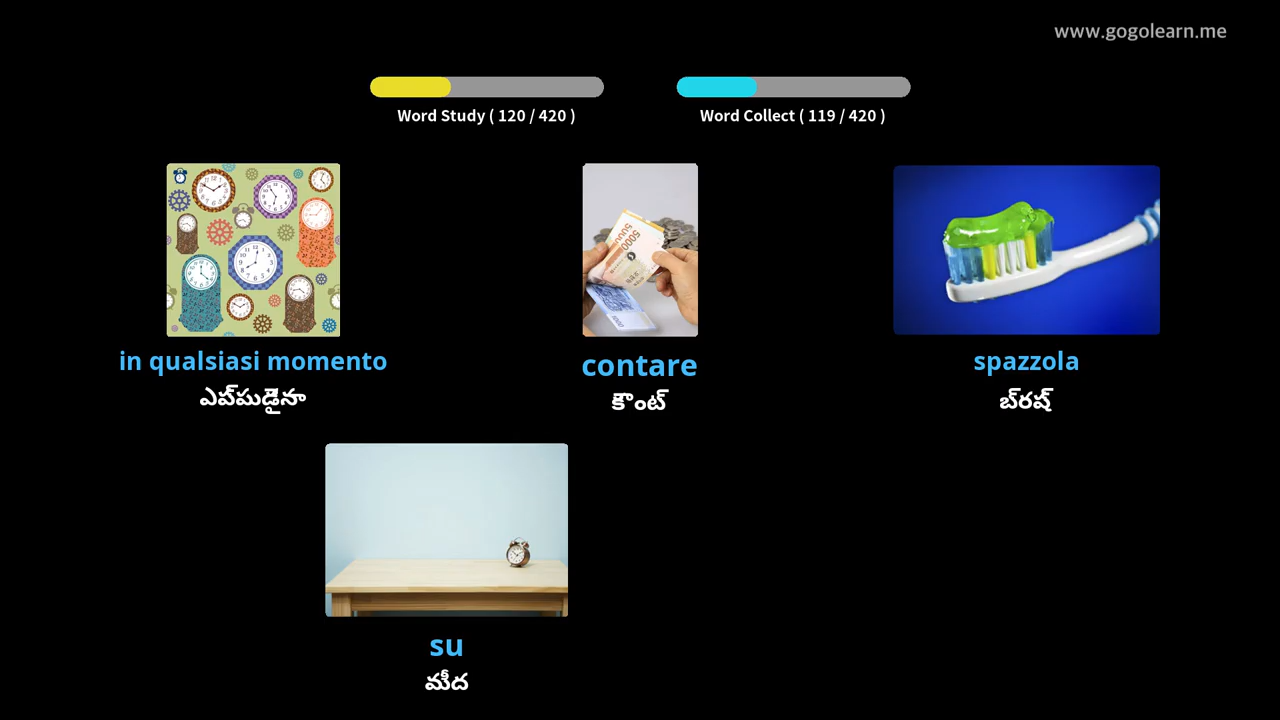 www.gogolearn.me
Word Study ( 120 / 420 )
Word Collect ( 119 / 420 )
in qualsiasi momento
ఎప్పుడైనా
contare
కౌంట్
spazzola
బ్రష్
su
మీద